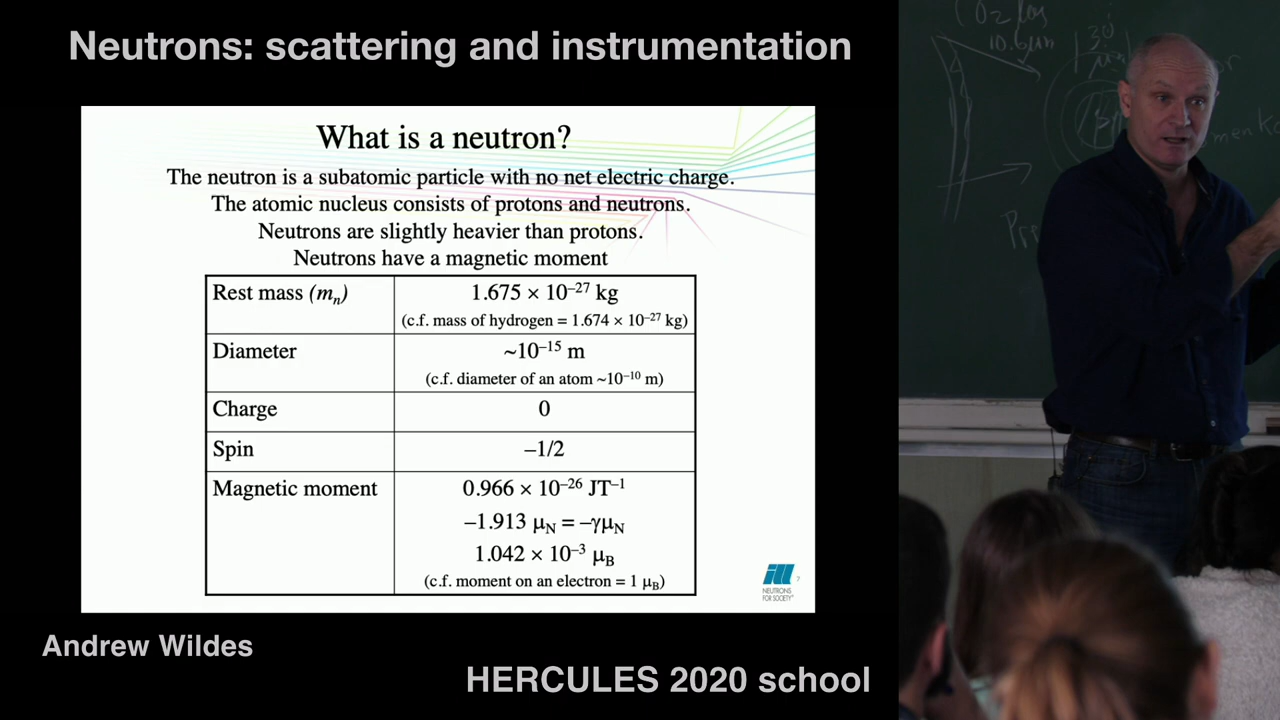 Neutrons: scattering and instrumentation
What is a neutron?
The neutron is a subatomic particle with no net electric charge.
The atomic nucleus consists of protons and neutrons.
Neutrons are slightly heavier than protons.
Neutrons have a magnetic moment
Rest mass (mₙ)
1.675 × 10⁻²⁷ kg
(c.f. mass of hydrogen = 1.674 × 10⁻²⁷ kg)
Diameter
~10⁻¹⁵ m
(c.f. diameter of an atom ~10⁻¹⁰ m)
Charge
0
Spin
–1/2
Magnetic moment
0.966 × 10⁻²⁶ JT⁻¹
–1.913 μN = –γμN
1.042 × 10⁻³ μB
(c.f. moment on an electron = 1 μB)
ill
NEUTRONS
FOR SOCIETY
7
Andrew Wildes
HERCULES 2020 school
10.6μm
30